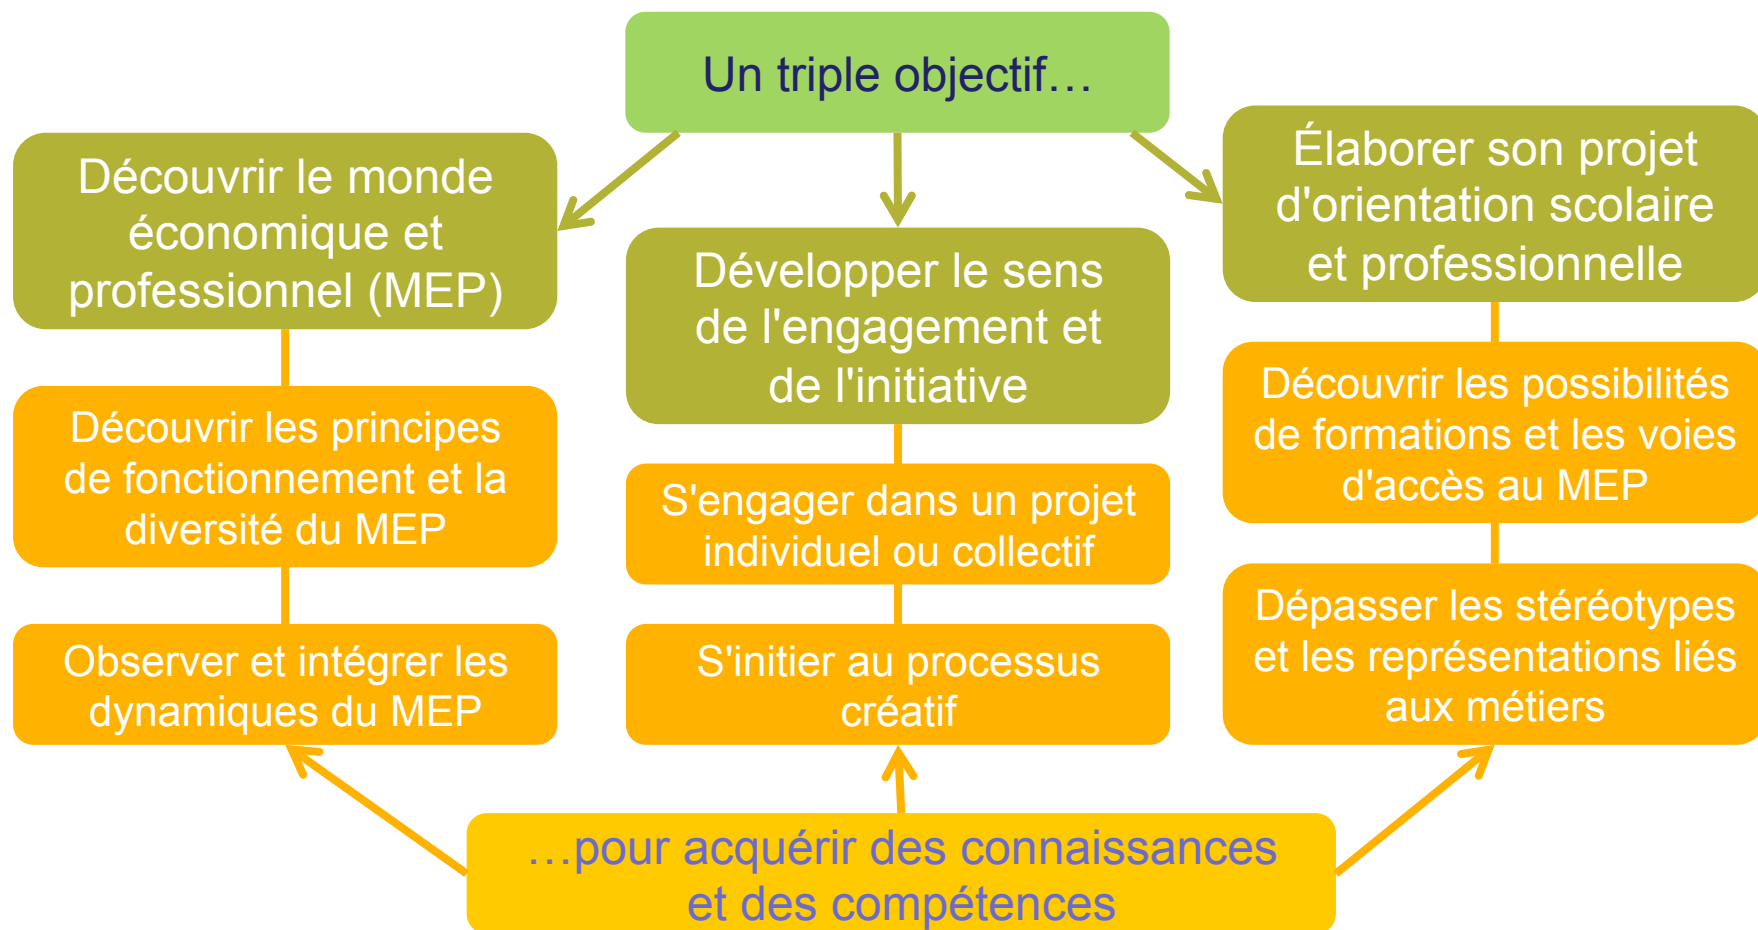 Un triple objectif…
Découvrir le monde
économique et
professionnel (MEP)
Découvrir les principes
de fonctionnement et la
diversité du MEP
Observer et intégrer les
dynamiques du MEP
Développer le sens
de l'engagement et
de l'initiative
S'engager dans un projet
individuel ou collectif
S'initier au processus
créatif
Élaborer son projet
d'orientation scolaire
et professionnelle
Découvrir les possibilités
de formations et les voies
d'accès au MEP
Dépasser les stéréotypes
et les représentations liés
aux métiers
…pour acquérir des connaissances
et des compétences